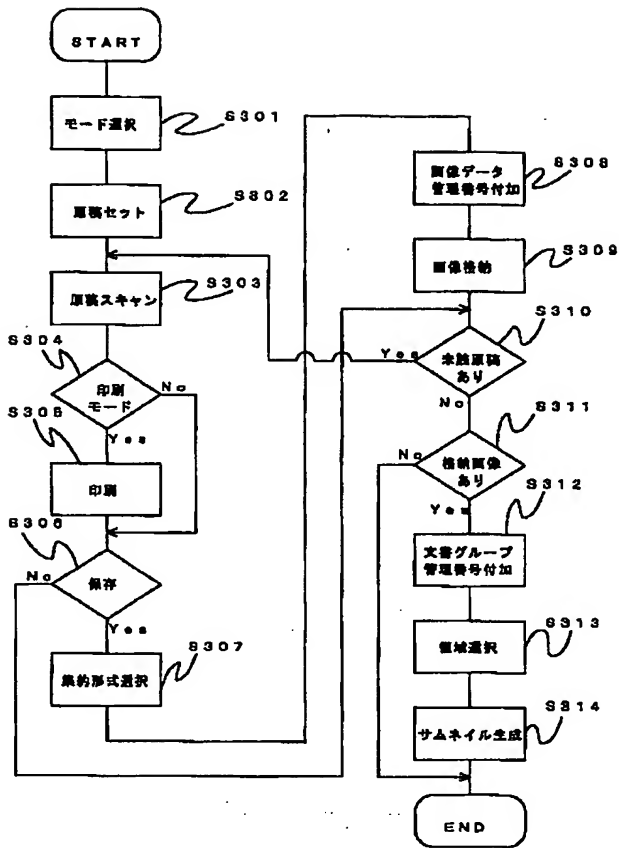 START
モード選択
S301
原稿セット
S302
原稿スキャン
S303
S304
印刷
モード
No
Yes
S305
印刷
S306
保存
No
Yes
S307
集約形式選択
画像データ
管理番号付加
S308
画像格納
S309
S310
未読原稿
あり
Yes
No
S311
格納画像
あり
No
Yes
S312
文書グループ
管理番号付加
S313
領域選択
S314
サムネイル生成
END